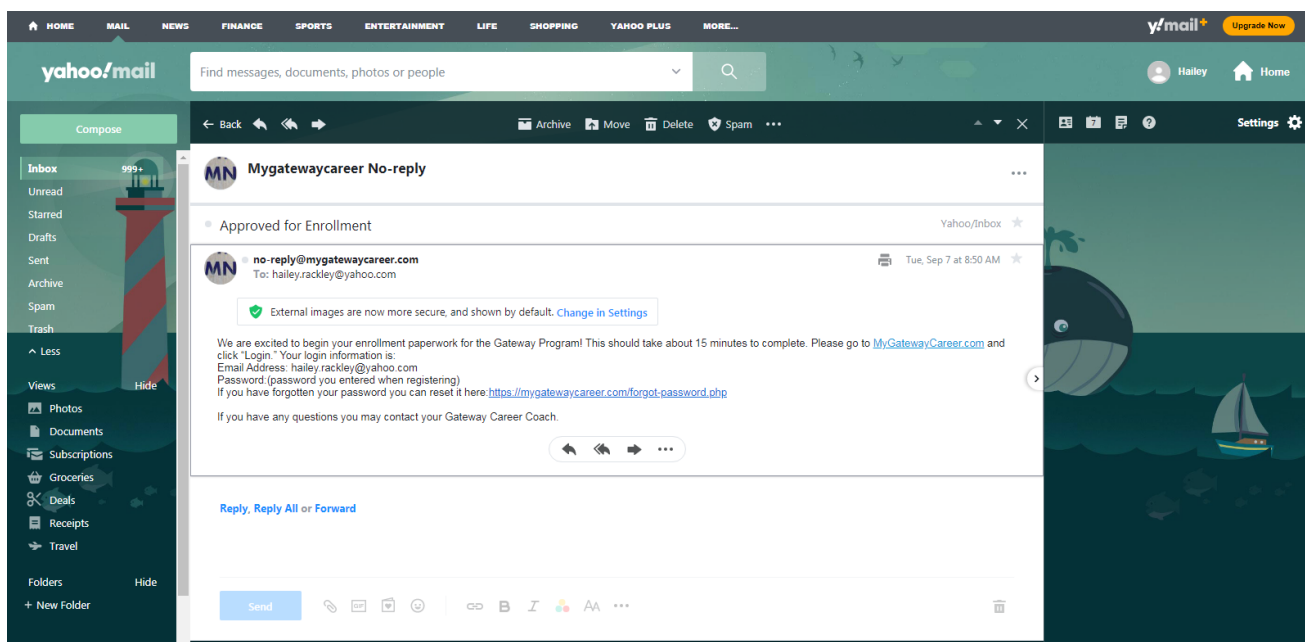 HOME MAIL NEWS FINANCE SPORTS ENTERTAINMENT LIFE SHOPPING YAHOO PLUS MORE... y!mail+ Upgrade Now
yahoo!mail Find messages, documents, photos or people Hailey Home
Compose Back Archive Move Delete Spam ••• 7 Settings
Inbox 999+
Unread
Starred
Drafts
Sent
Archive
Spam
Trash
Less
Views Hide
Photos
Documents
Subscriptions
Groceries
Deals
Receipts
Travel
Folders Hide
+ New Folder
MN Mygatewaycareer No-reply
Approved for Enrollment Yahoo/Inbox
MN no-reply@mygatewaycareer.com Tue, Sep 7 at 8:50 AM
To: hailey.rackley@yahoo.com
External images are now more secure, and shown by default. Change in Settings
We are excited to begin your enrollment paperwork for the Gateway Program! This should take about 15 minutes to complete. Please go to MyGatewayCareer.com and
click "Login." Your login information is:
Email Address: hailey.rackley@yahoo.com
Password:(password you entered when registering)
If you have forgotten your password you can reset it here:https://mygatewaycareer.com/forgot-password.php
If you have any questions you may contact your Gateway Career Coach.
Reply, Reply All or Forward
Send GIF B I AA •••